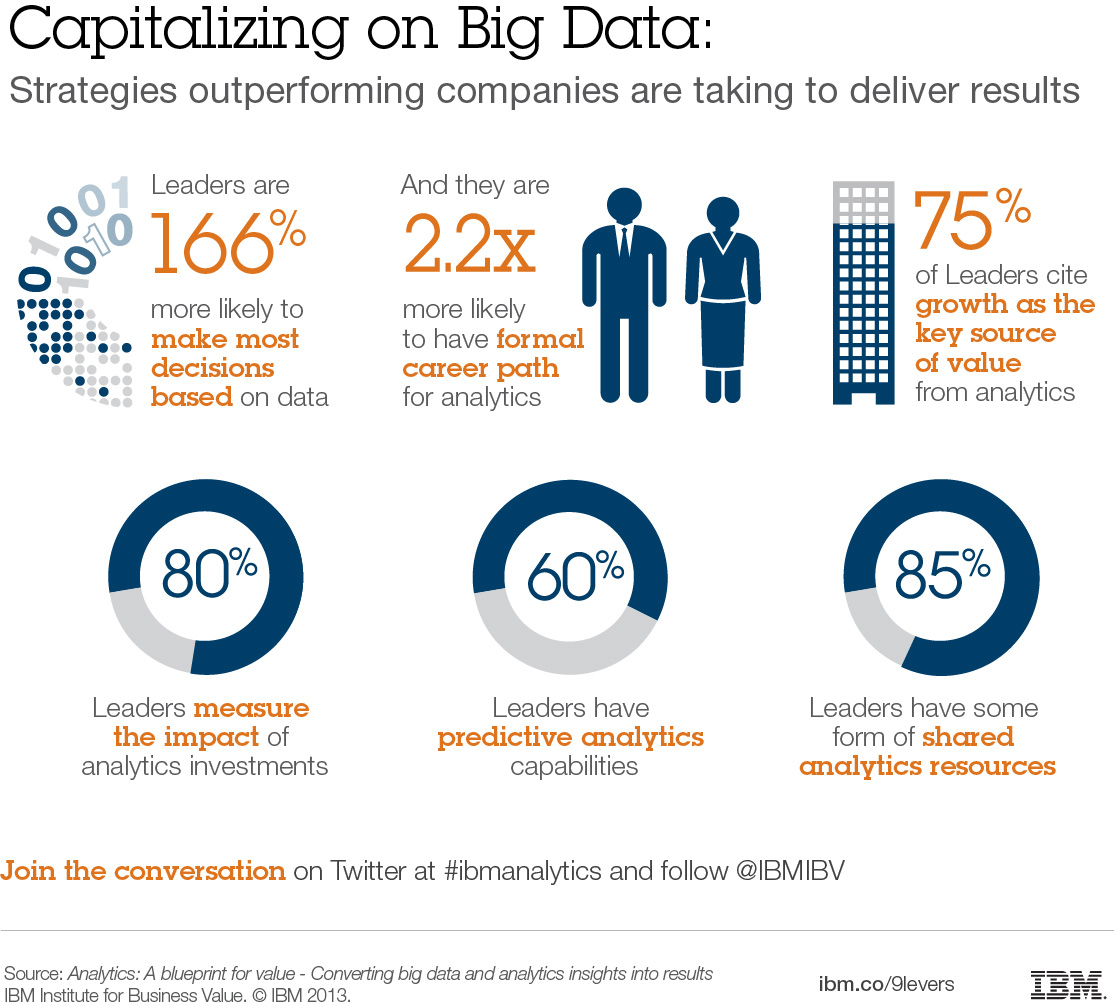 Capitalizing on Big Data:
Strategies outperforming companies are taking to deliver results
Leaders are
166%
more likely to
make most
decisions
based on data
And they are
2.2x
more likely
to have formal
career path
for analytics
75%
of Leaders cite
growth as the
key source
of value
from analytics
80%
Leaders measure
the impact of
analytics investments
60%
Leaders have
predictive analytics
capabilities
85%
Leaders have some
form of shared
analytics resources
Join the conversation on Twitter at #ibmanalytics and follow @IBMIBV
Source: Analytics: A blueprint for value - Converting big data and analytics insights into results
IBM Institute for Business Value. © IBM 2013.
ibm.co/9levers
IBM.